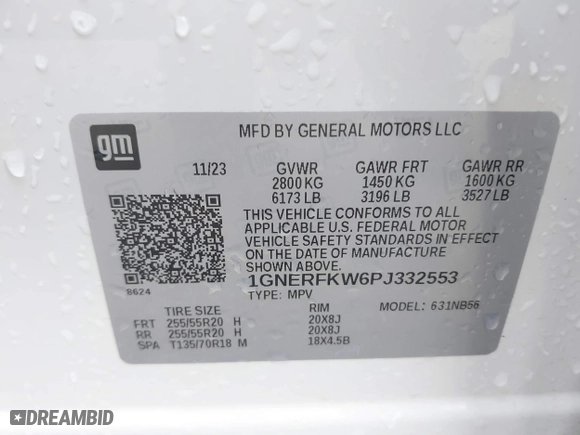 gm
MFD BY GENERAL MOTORS LLC
11/23 GVWR GAWR FRT GAWR RR
2800 KG 1450 KG 1600 KG
6173 LB 3196 LB 3527 LB
THIS VEHICLE CONFORMS TO ALL
APPLICABLE U.S. FEDERAL MOTOR
VEHICLE SAFETY STANDARDS IN EFFECT
ON THE DATE OF MANUFACTURE
SHOWN ABOVE.
1GNERFKW6PJ332553
8624 TYPE: MPV MODEL: 631NB56
TIRE SIZE RIM
FRT 255/55R20 H 20X8J
RR 255/55R20 H 20X8J
SPA T135/70R18 M 18X4.5B
DREAMBID